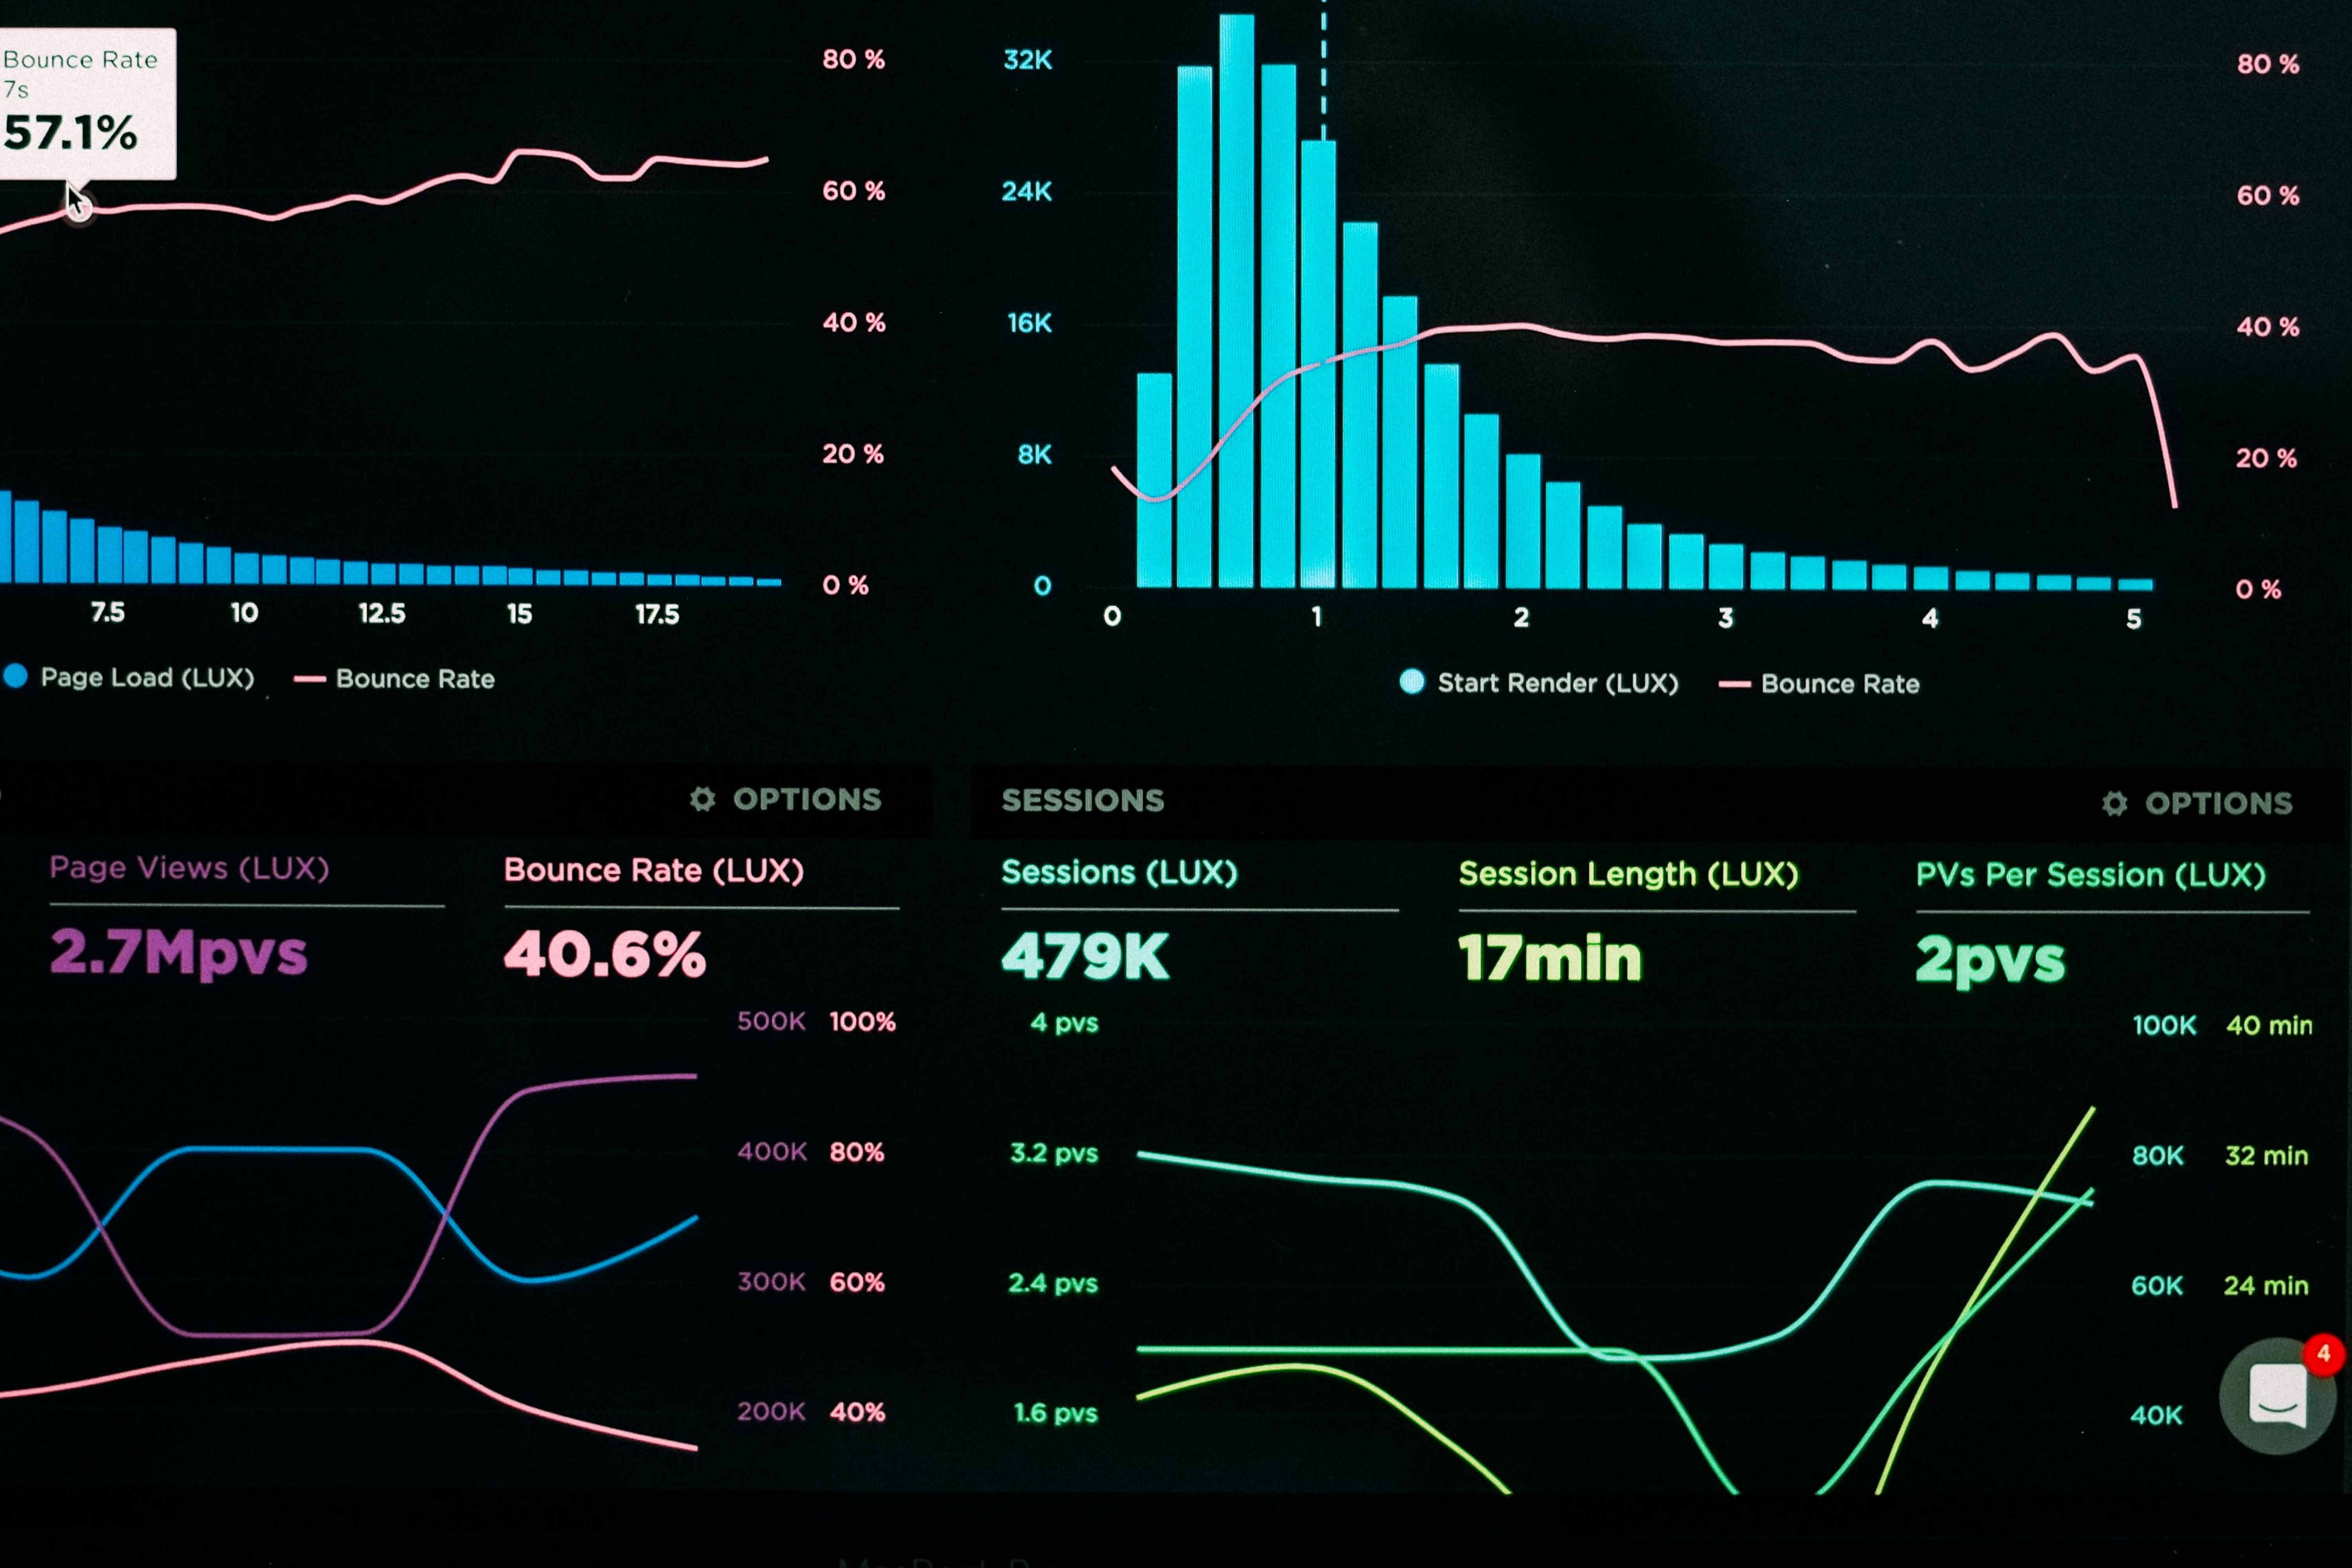 Bounce Rate
7s
57.1%
80 %
60 %
40 %
20 %
0 %
7.5 10 12.5 15 17.5
Page Load (LUX) Bounce Rate
32K
24K
16K
8K
0
80 %
60 %
40 %
20 %
0 %
0 1 2 3 4 5
Start Render (LUX) Bounce Rate
OPTIONS
Page Views (LUX) Bounce Rate (LUX)
2.7Mpvs 40.6%
500K 100%
400K 80%
300K 60%
200K 40%
SESSIONS OPTIONS
Sessions (LUX) Session Length (LUX) PVs Per Session (LUX)
479K 17min 2pvs
4 pvs
3.2 pvs
2.4 pvs
1.6 pvs
100K 40 min
80K 32 min
60K 24 min
40K
4